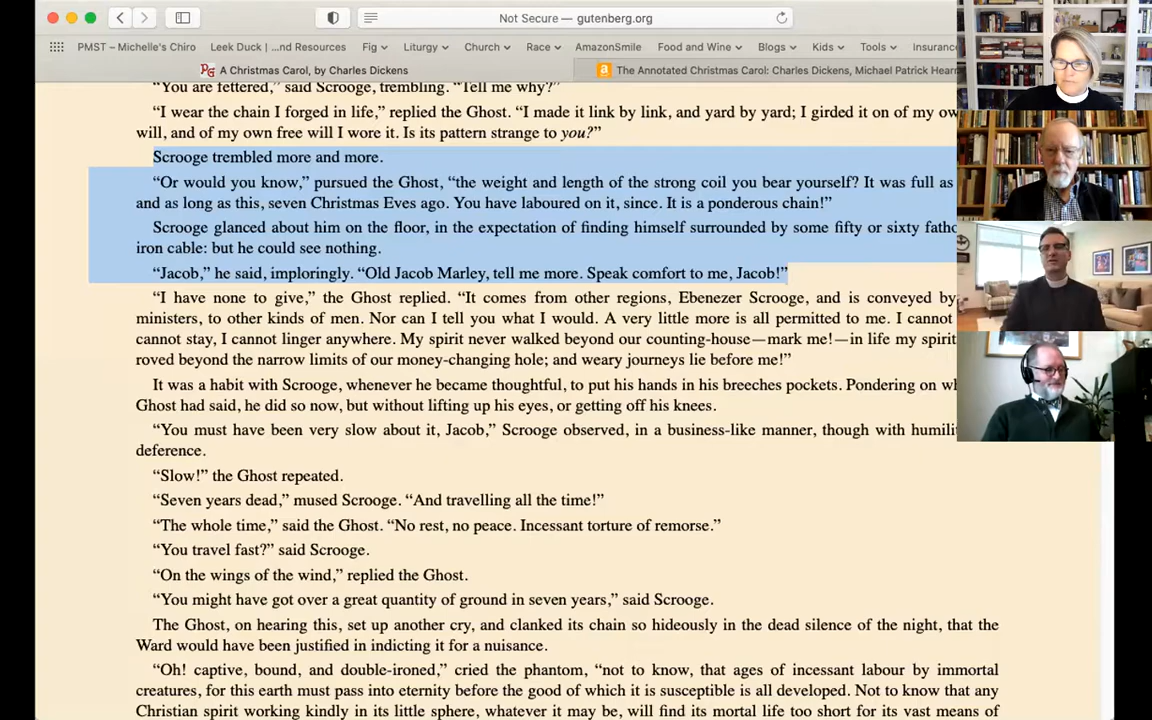 Not Secure — gutenberg.org
PMST – Michelle's Chiro Leek Duck | ...nd Resources Fig Liturgy Church Race AmazonSmile Food and Wine Blogs Kids Tools Insurance
A Christmas Carol, by Charles Dickens
The Annotated Christmas Carol: Charles Dickens, Michael Patrick Hearn
“You are fettered,” said Scrooge, trembling. “Tell me why?”
“I wear the chain I forged in life,” replied the Ghost. “I made it link by link, and yard by yard; I girded it on of my own
will, and of my own free will I wore it. Is its pattern strange to you?”
Scrooge trembled more and more.
“Or would you know,” pursued the Ghost, “the weight and length of the strong coil you bear yourself? It was full as
and as long as this, seven Christmas Eves ago. You have laboured on it, since. It is a ponderous chain!”
Scrooge glanced about him on the floor, in the expectation of finding himself surrounded by some fifty or sixty fatho
iron cable: but he could see nothing.
“Jacob,” he said, imploringly. “Old Jacob Marley, tell me more. Speak comfort to me, Jacob!”
“I have none to give,” the Ghost replied. “It comes from other regions, Ebenezer Scrooge, and is conveyed by
ministers, to other kinds of men. Nor can I tell you what I would. A very little more is all permitted to me. I cannot
cannot stay, I cannot linger anywhere. My spirit never walked beyond our counting-house—mark me!—in life my spirit
roved beyond the narrow limits of our money-changing hole; and weary journeys lie before me!”
It was a habit with Scrooge, whenever he became thoughtful, to put his hands in his breeches pockets. Pondering on wh
Ghost had said, he did so now, but without lifting up his eyes, or getting off his knees.
“You must have been very slow about it, Jacob,” Scrooge observed, in a business-like manner, though with humili
deference.
“Slow!” the Ghost repeated.
“Seven years dead,” mused Scrooge. “And travelling all the time!”
“The whole time,” said the Ghost. “No rest, no peace. Incessant torture of remorse.”
“You travel fast?” said Scrooge.
“On the wings of the wind,” replied the Ghost.
“You might have got over a great quantity of ground in seven years,” said Scrooge.
The Ghost, on hearing this, set up another cry, and clanked its chain so hideously in the dead silence of the night, that the
Ward would have been justified in indicting it for a nuisance.
“Oh! captive, bound, and double-ironed,” cried the phantom, “not to know, that ages of incessant labour by immortal
creatures, for this earth must pass into eternity before the good of which it is susceptible is all developed. Not to know that any
Christian spirit working kindly in its little sphere, whatever it may be, will find its mortal life too short for its vast means of